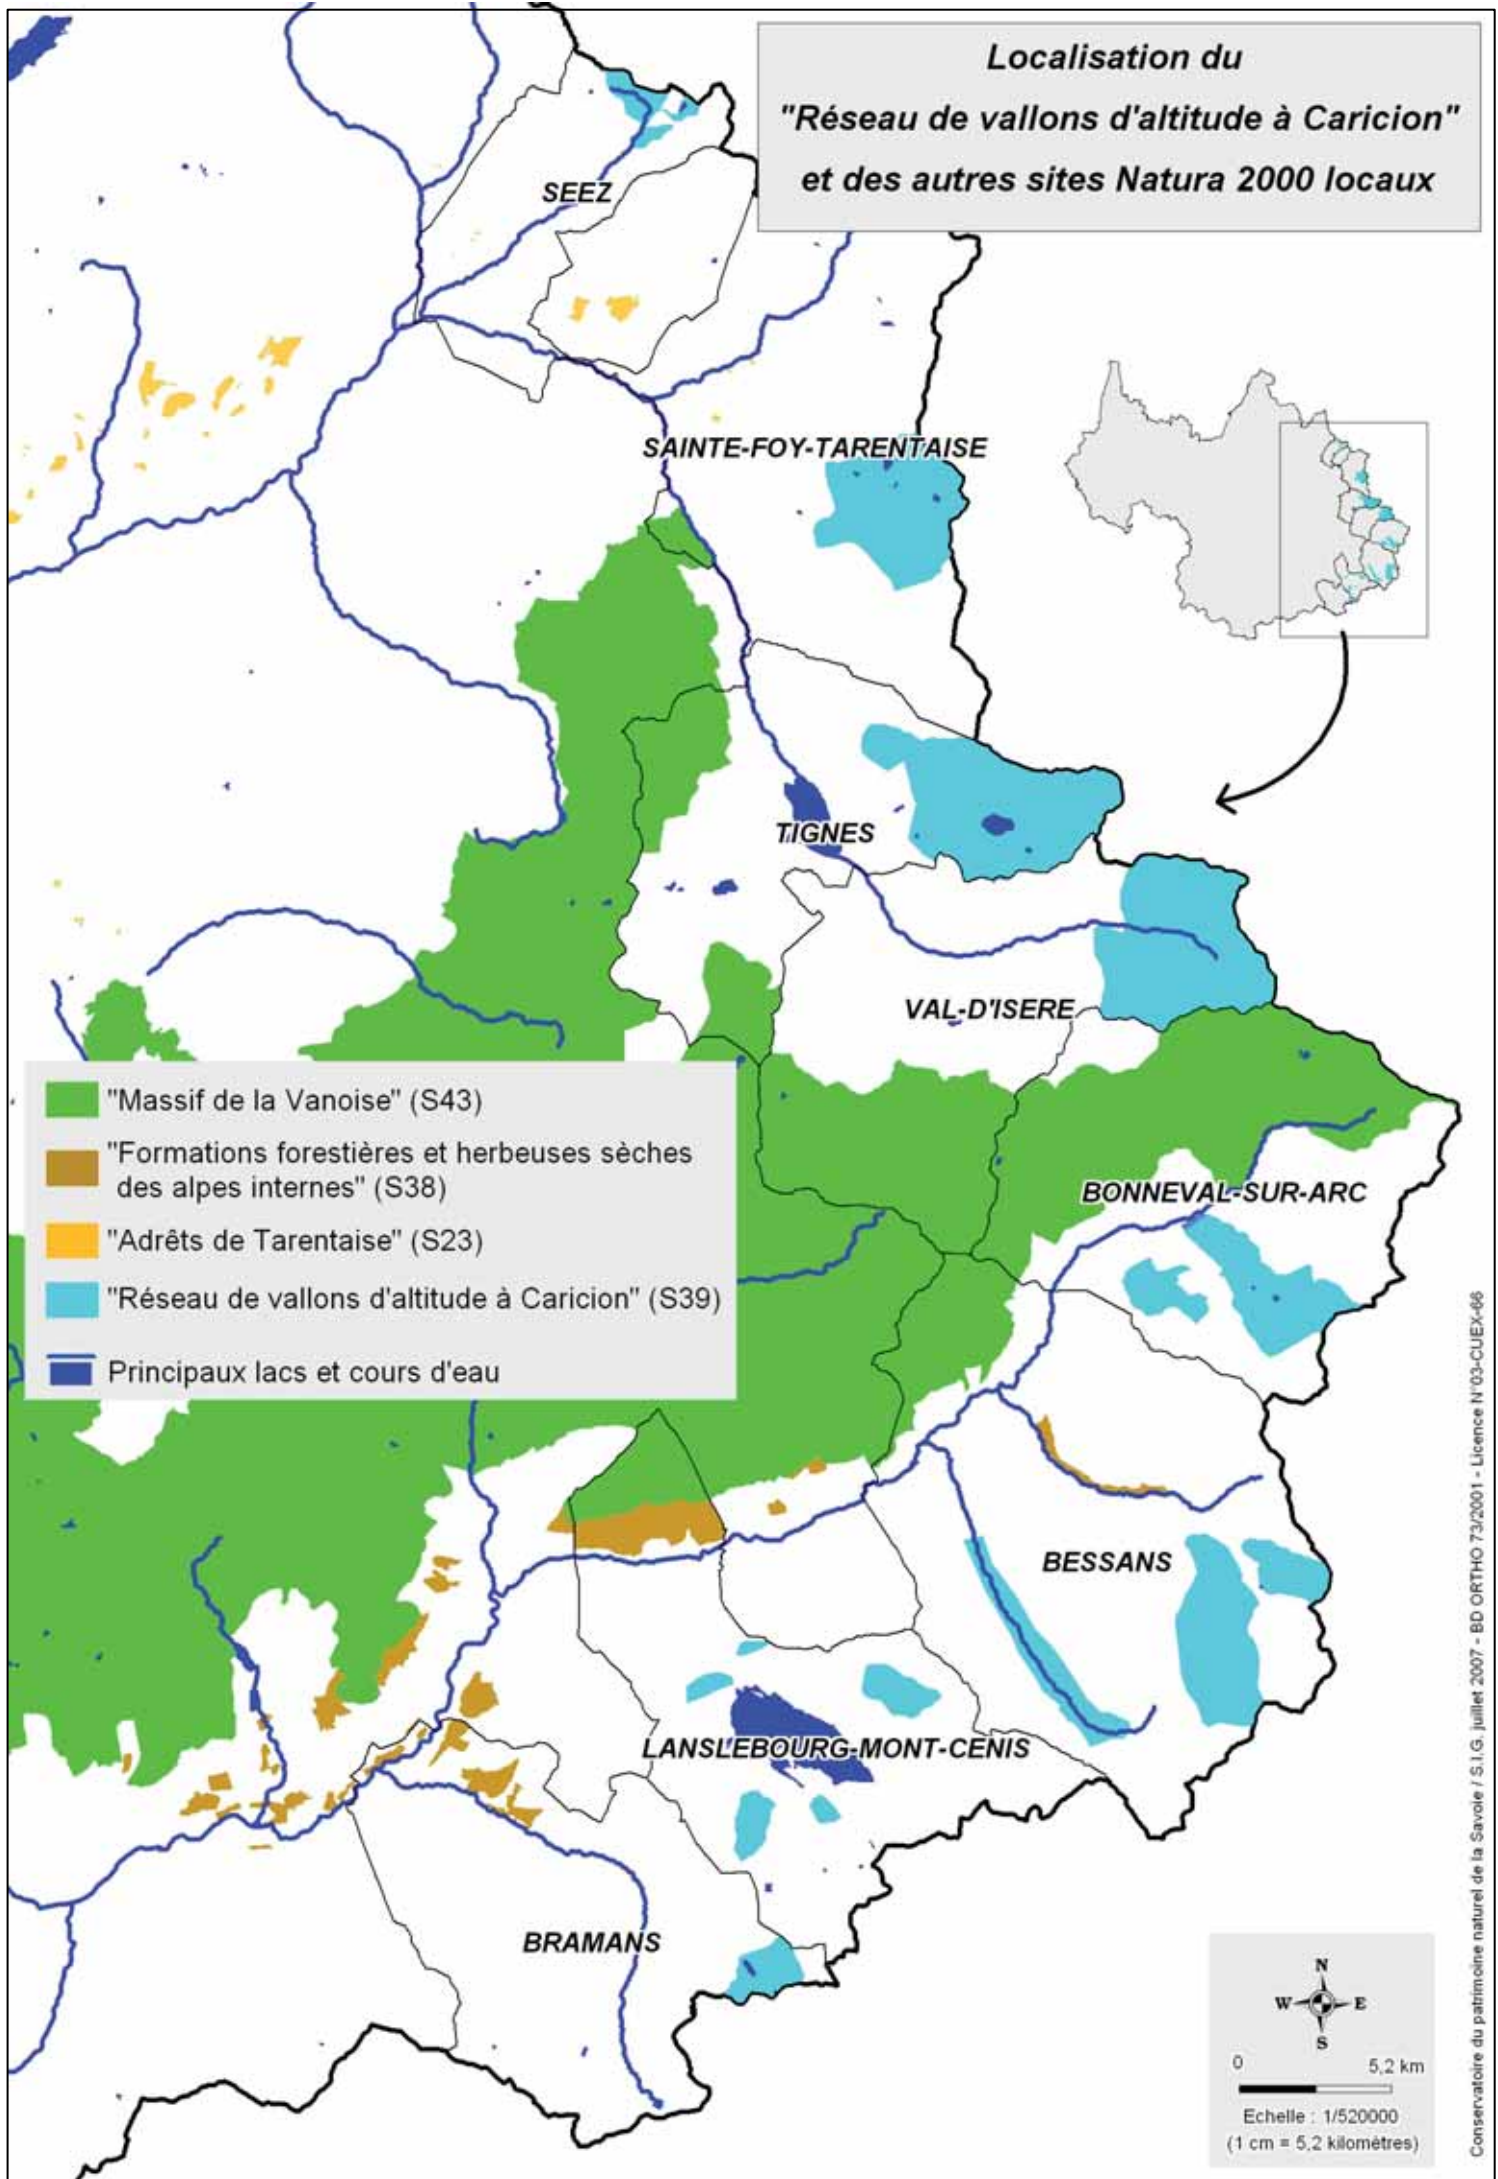 Localisation du
"Réseau de vallons d'altitude à Caricion"
et des autres sites Natura 2000 locaux
SEEZ
SAINTE-FOY-TARENTAISE
TIGNES
VAL-D'ISERE
"Massif de la Vanoise" (S43)
"Formations forestières et herbeuses sèches
des alpes internes" (S38)
"Adrêts de Tarentaise" (S23)
"Réseau de vallons d'altitude à Caricion" (S39)
Principaux lacs et cours d'eau
BONNEVAL-SUR-ARC
BESSANS
LANSLEBOURG-MONT-CENIS
BRAMANS
N
W E
S
0 5,2 km
Echelle : 1/520000
(1 cm = 5,2 kilomètres)
Conservatoire du patrimoine naturel de la Savoie / S.I.G. juillet 2007 - BD ORTHO 73/2001 - Licence N°03-CUEX-66